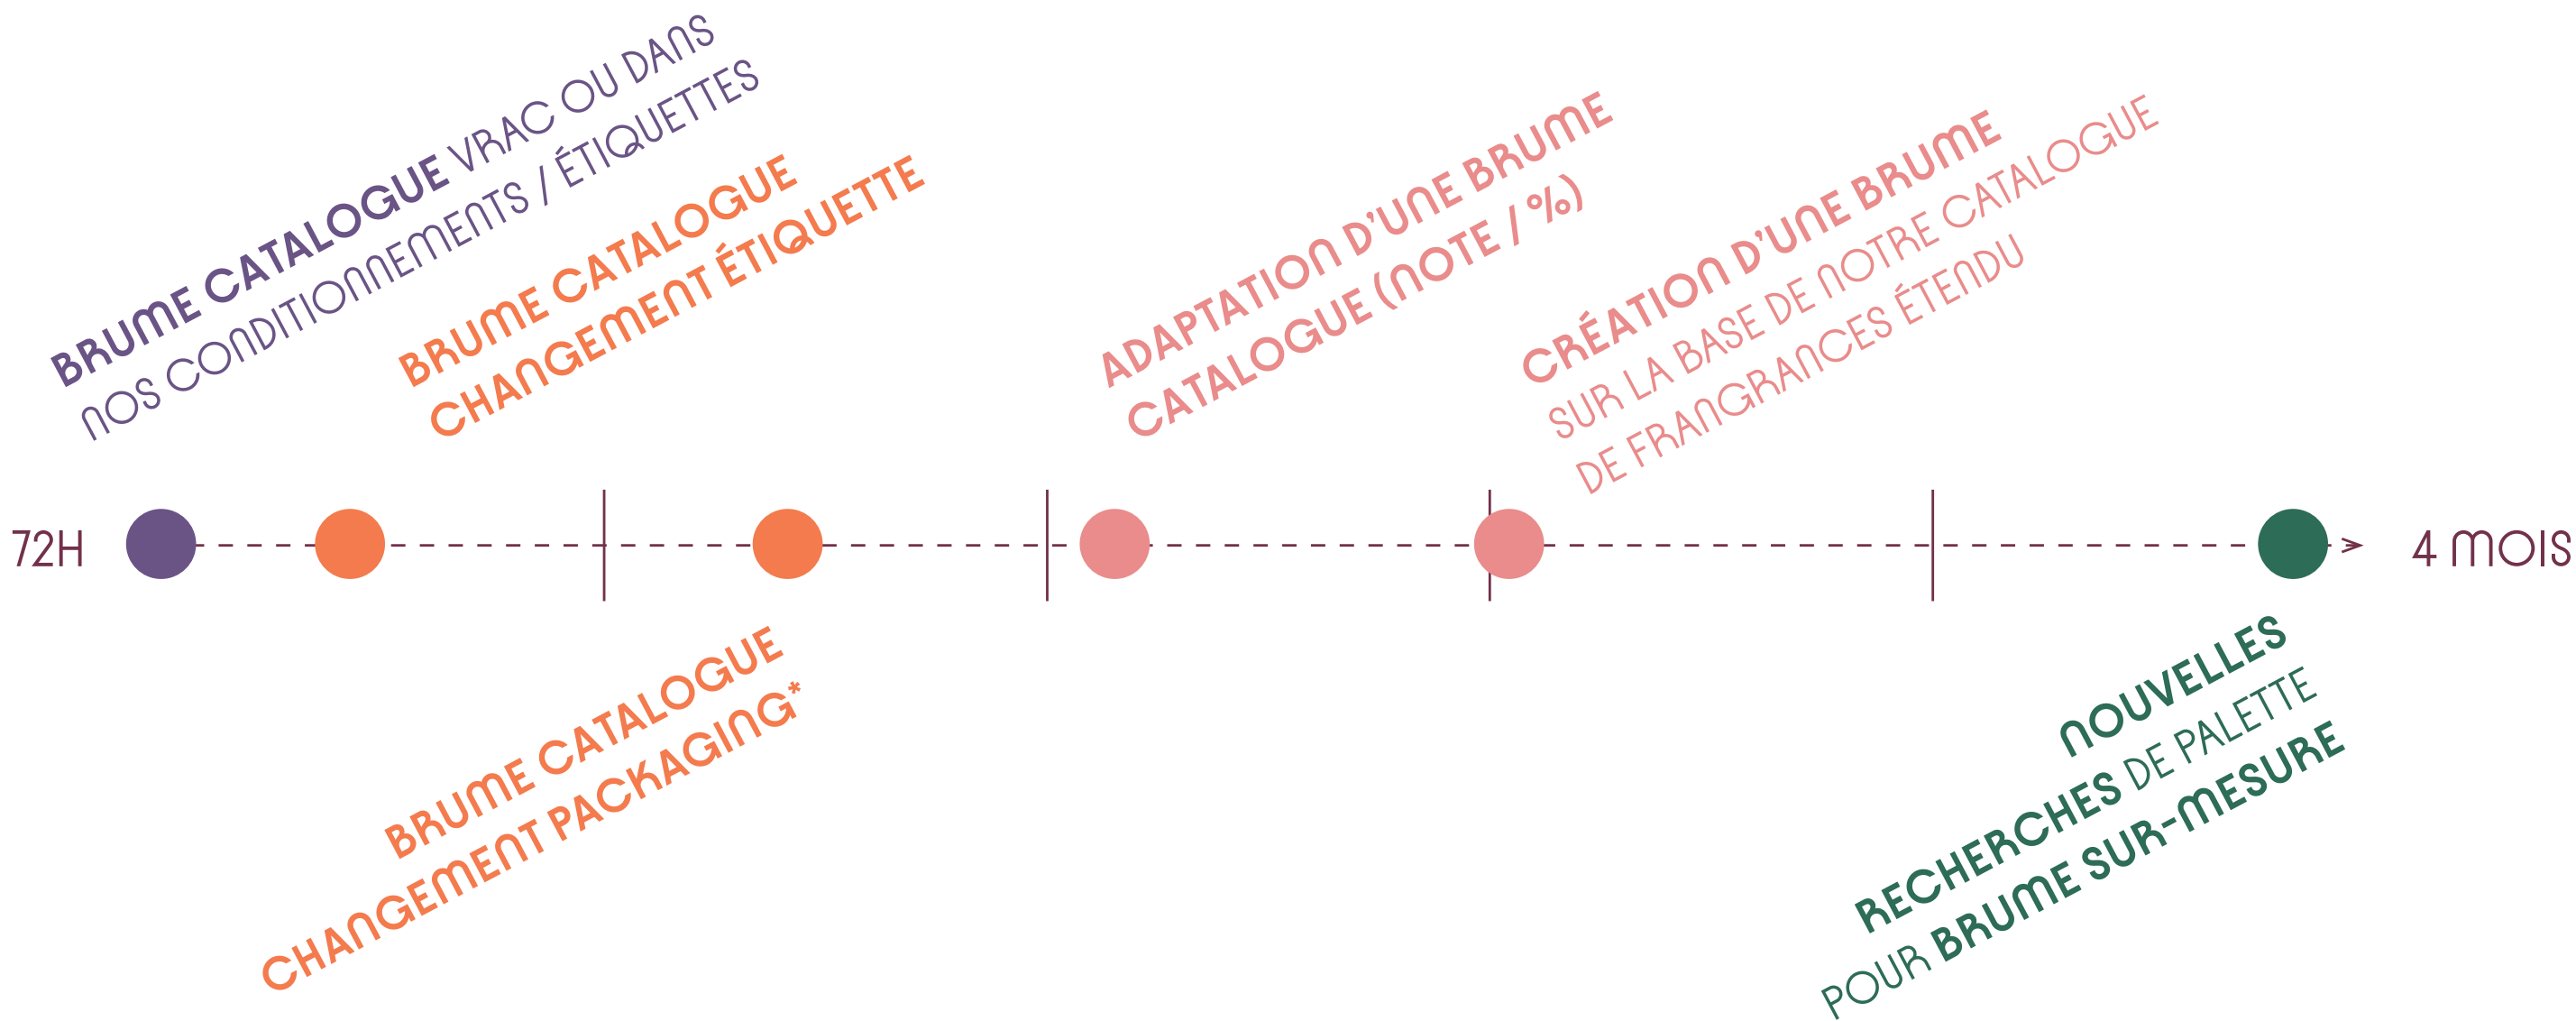 BRUME CATALOGUE VRAC OU DANS
NOS CONDITIONNEMENTS / ÉTIQUETTES
BRUME CATALOGUE
CHANGEMENT ÉTIQUETTE
ADAPTATION D'UNE BRUME
CATALOGUE (NOTE / %)
CRÉATION D'UNE BRUME
SUR LA BASE DE NOTRE CATALOGUE
DE FRANGRANCES ÉTENDU
72H
4 MOIS
BRUME CATALOGUE
CHANGEMENT PACKAGING*
NOUVELLES
RECHERCHES DE PALETTE
POUR BRUME SUR-MESURE